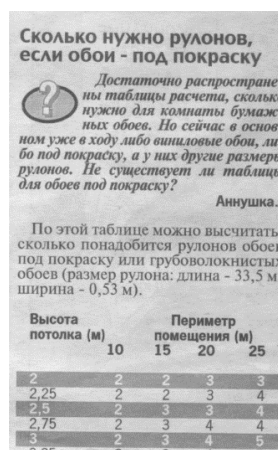 Сколько нужно рулонов,
если обои - под покраску
Достаточно распростране
ны таблицы расчета, скольк
нужно для комнаты бумаж
ных обоев. Но сейчас в основ
ном уже в ходу либо виниловые обои, ли
бо под покраску, а у них другие размеры
рулонов. Не существует ли таблицы
для обоев под покраску?
Аннушка.
По этой таблице можно высчитать
сколько понадобится рулонов обоев
под покраску или грубоволокнистых
обоев (размер рулона: длина - 33,5 м
ширина - 0,53 м).
Высота Периметр
потолка (м) помещения (м)
10 15 20 25
2 2 2 3 3
2,25 2 2 3 4
2,5 2 3 3 4
2,75 2 3 4 4
3 2 3 4 5